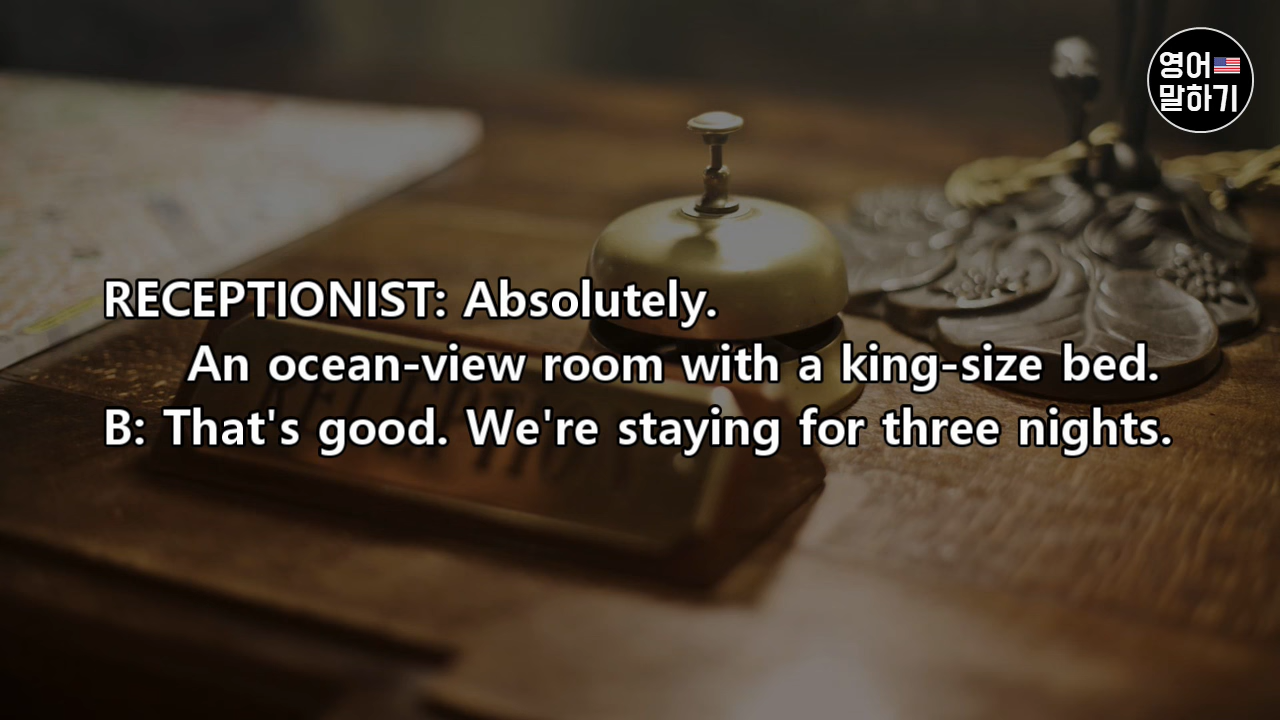 영어
말하기
RECEPTIONIST: Absolutely.
An ocean-view room with a king-size bed.
B: That's good. We're staying for three nights.
RECEPTION